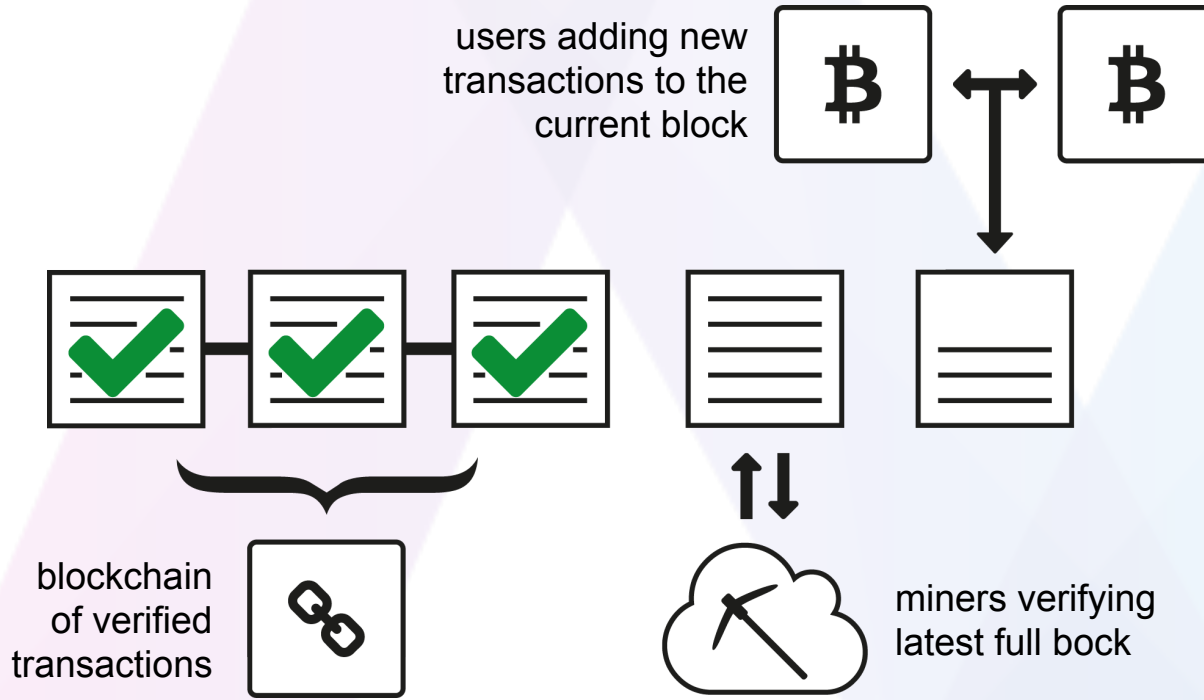 users adding new
transactions to the
current block
blockchain
of verified
transactions
miners verifying
latest full bock